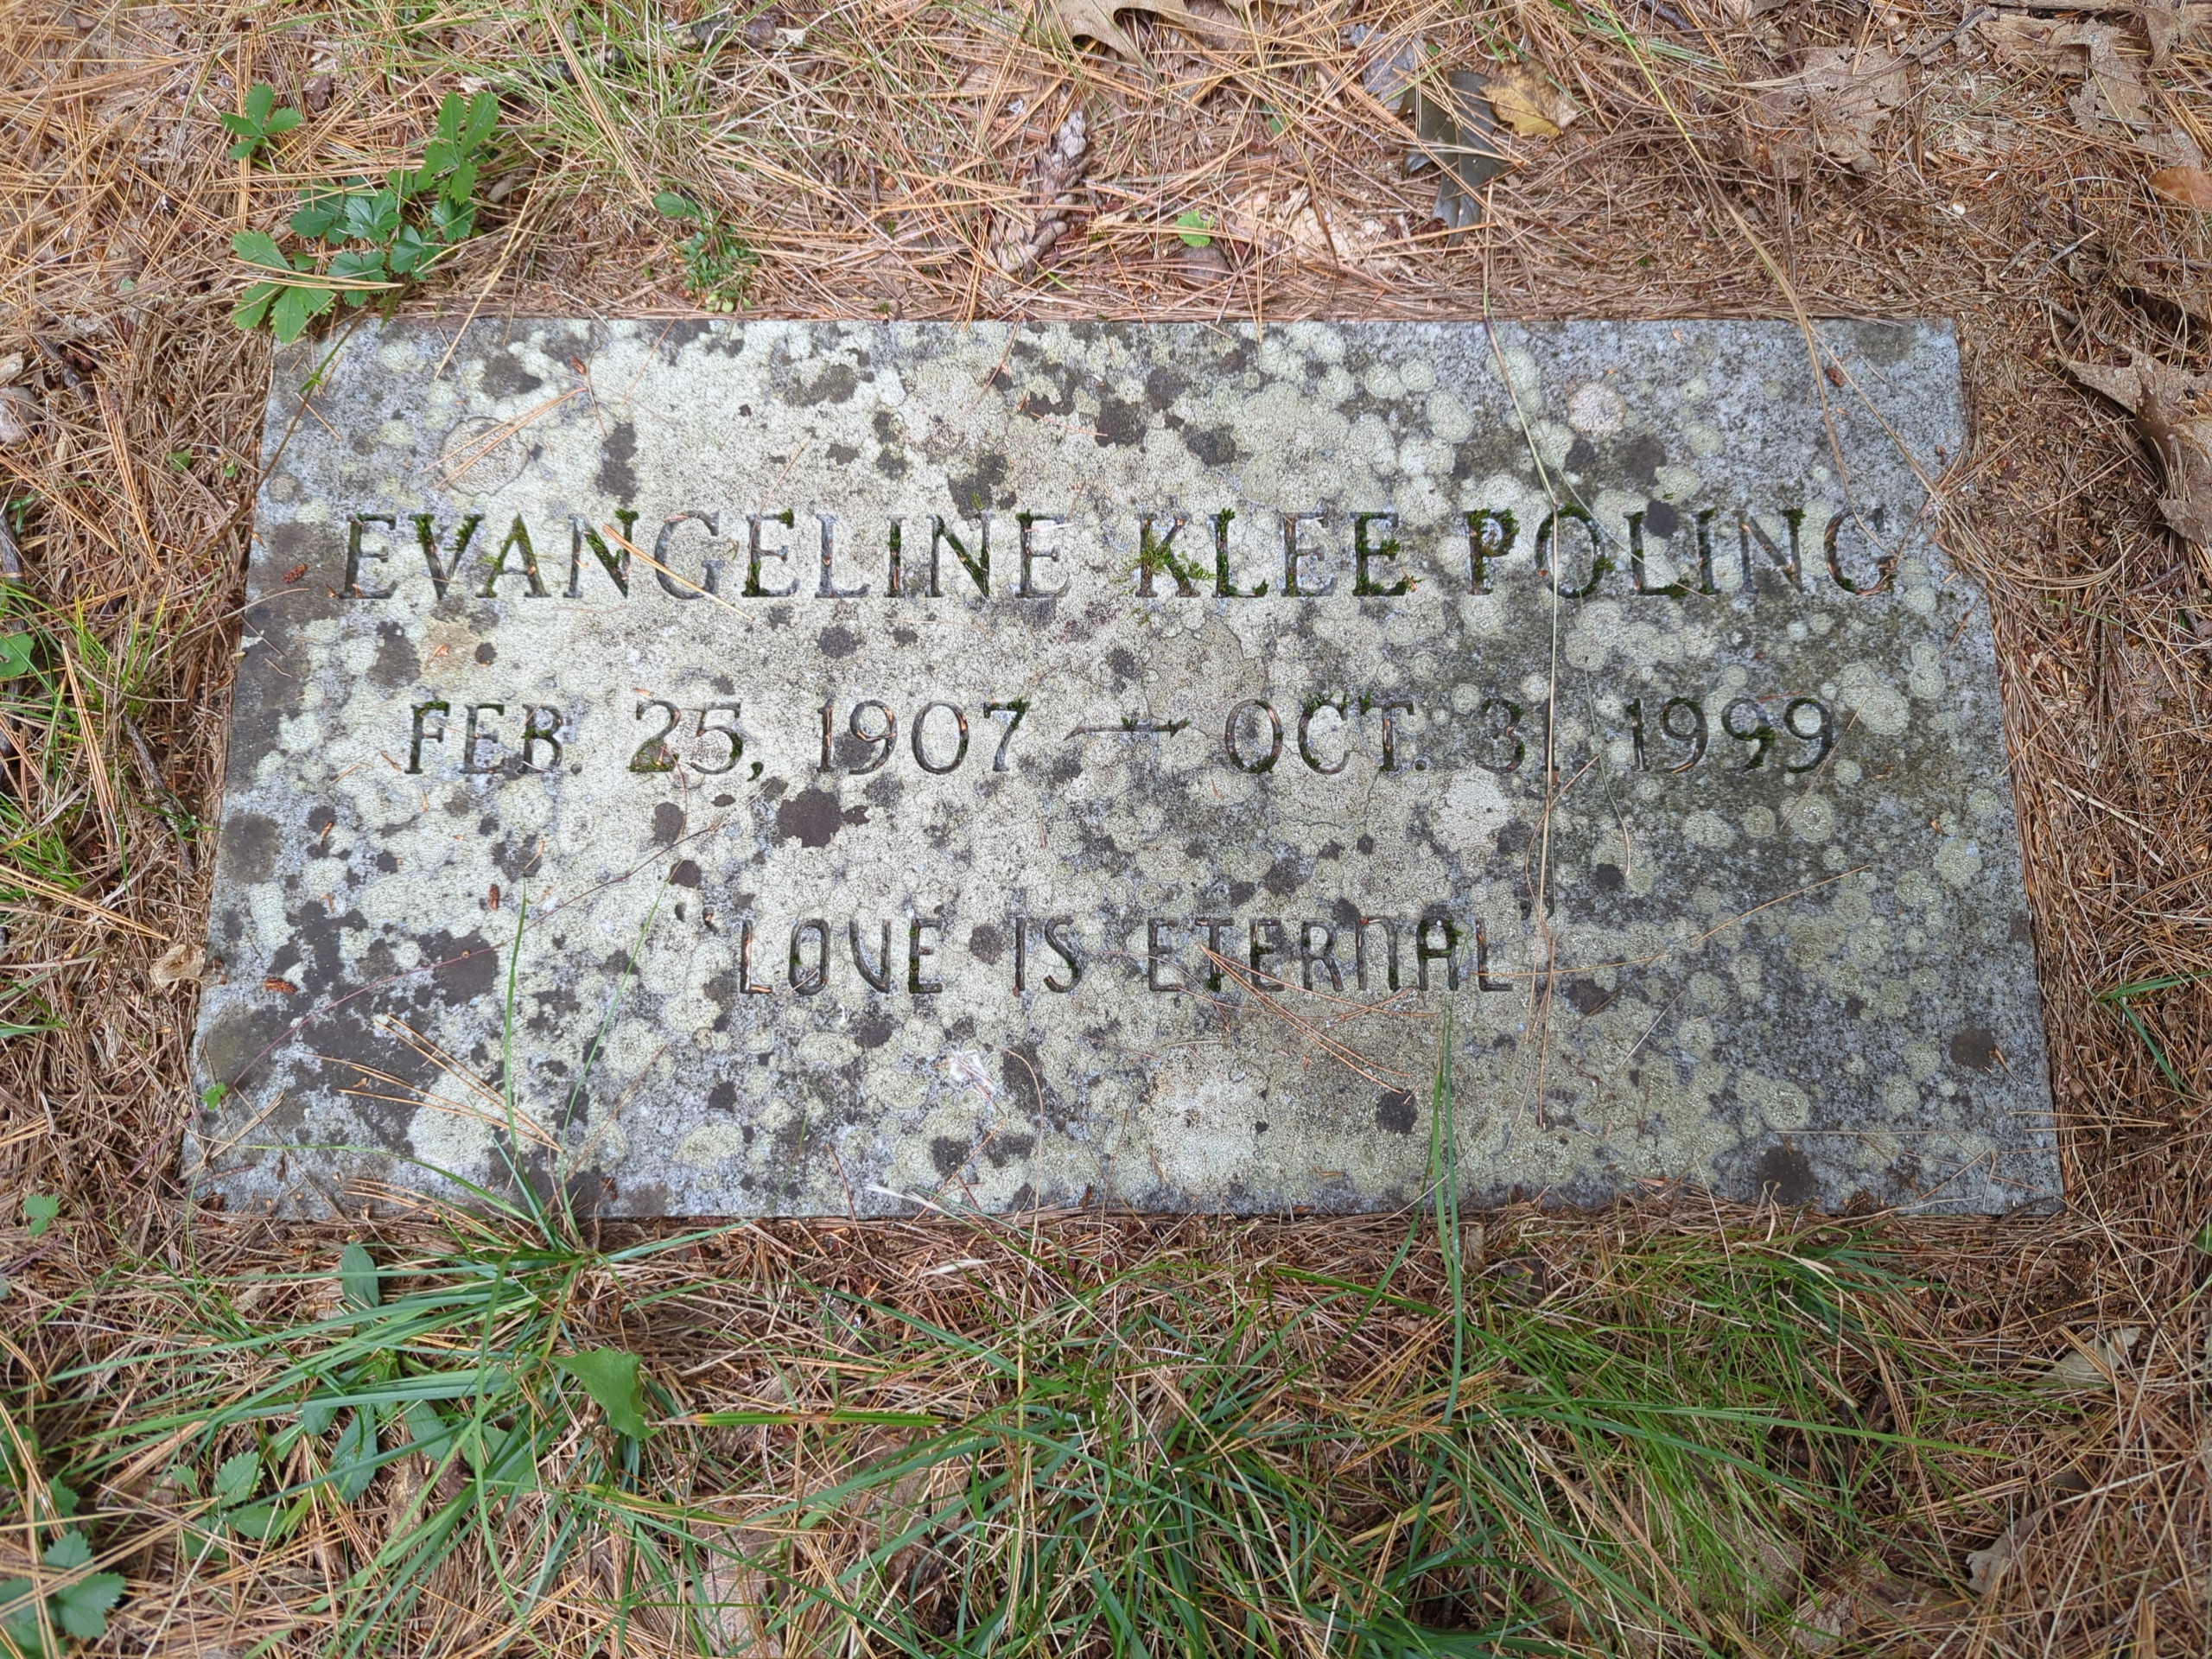 EVANGELINE KLEE POLING
FEB. 25, 1907 — OCT. 31 1999
"LOVE IS ETERNAL"